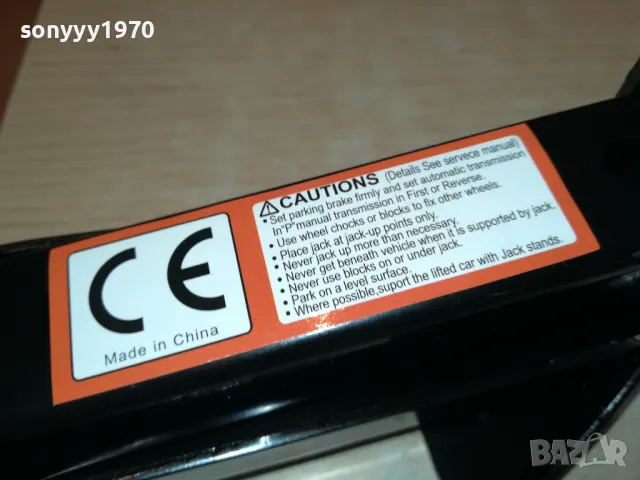 sonyyy1970
⚠CAUTIONS (Details See servece manual)
• Set parking brake firmly and set automatic transmission
In"P"manual transmission in First or Reverse.
• Use wheel chocks or blocks to fix other wheels.
• Place jack at jack-up points only.
• Never jack up more than necessary.
• Never get beneath vehicle when it is supported by jack.
• Never use blocks on or under jack.
• Park on a level surface.
• Where possible,suport the lifted car with Jack stands.
CE
Made in China
BAZAR